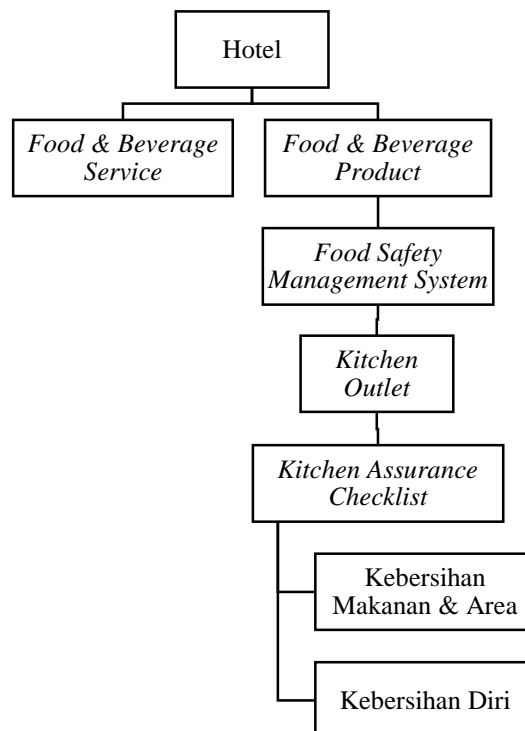 Hotel
Food & Beverage
Service
Food & Beverage
Product
Food Safety
Management System
Kitchen
Outlet
Kitchen Assurance
Checklist
Kebersihan
Makanan & Area
Kebersihan Diri